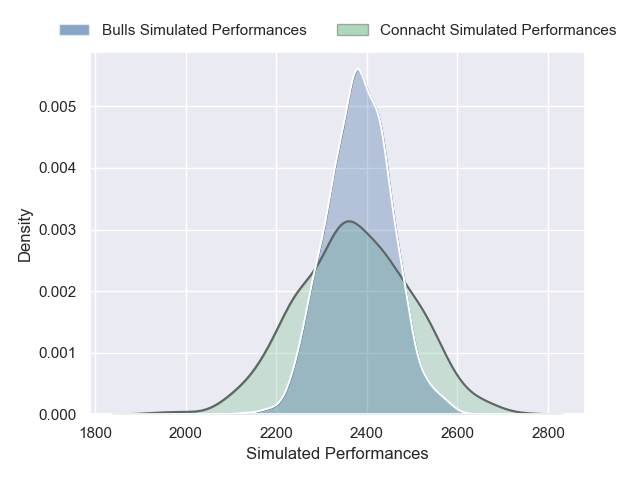 Bulls Simulated Performances
Connacht Simulated Performances
Density
0.005
0.004
0.003
0.002
0.001
0.000
1800 2000 2200 2400 2600 2800
Simulated Performances